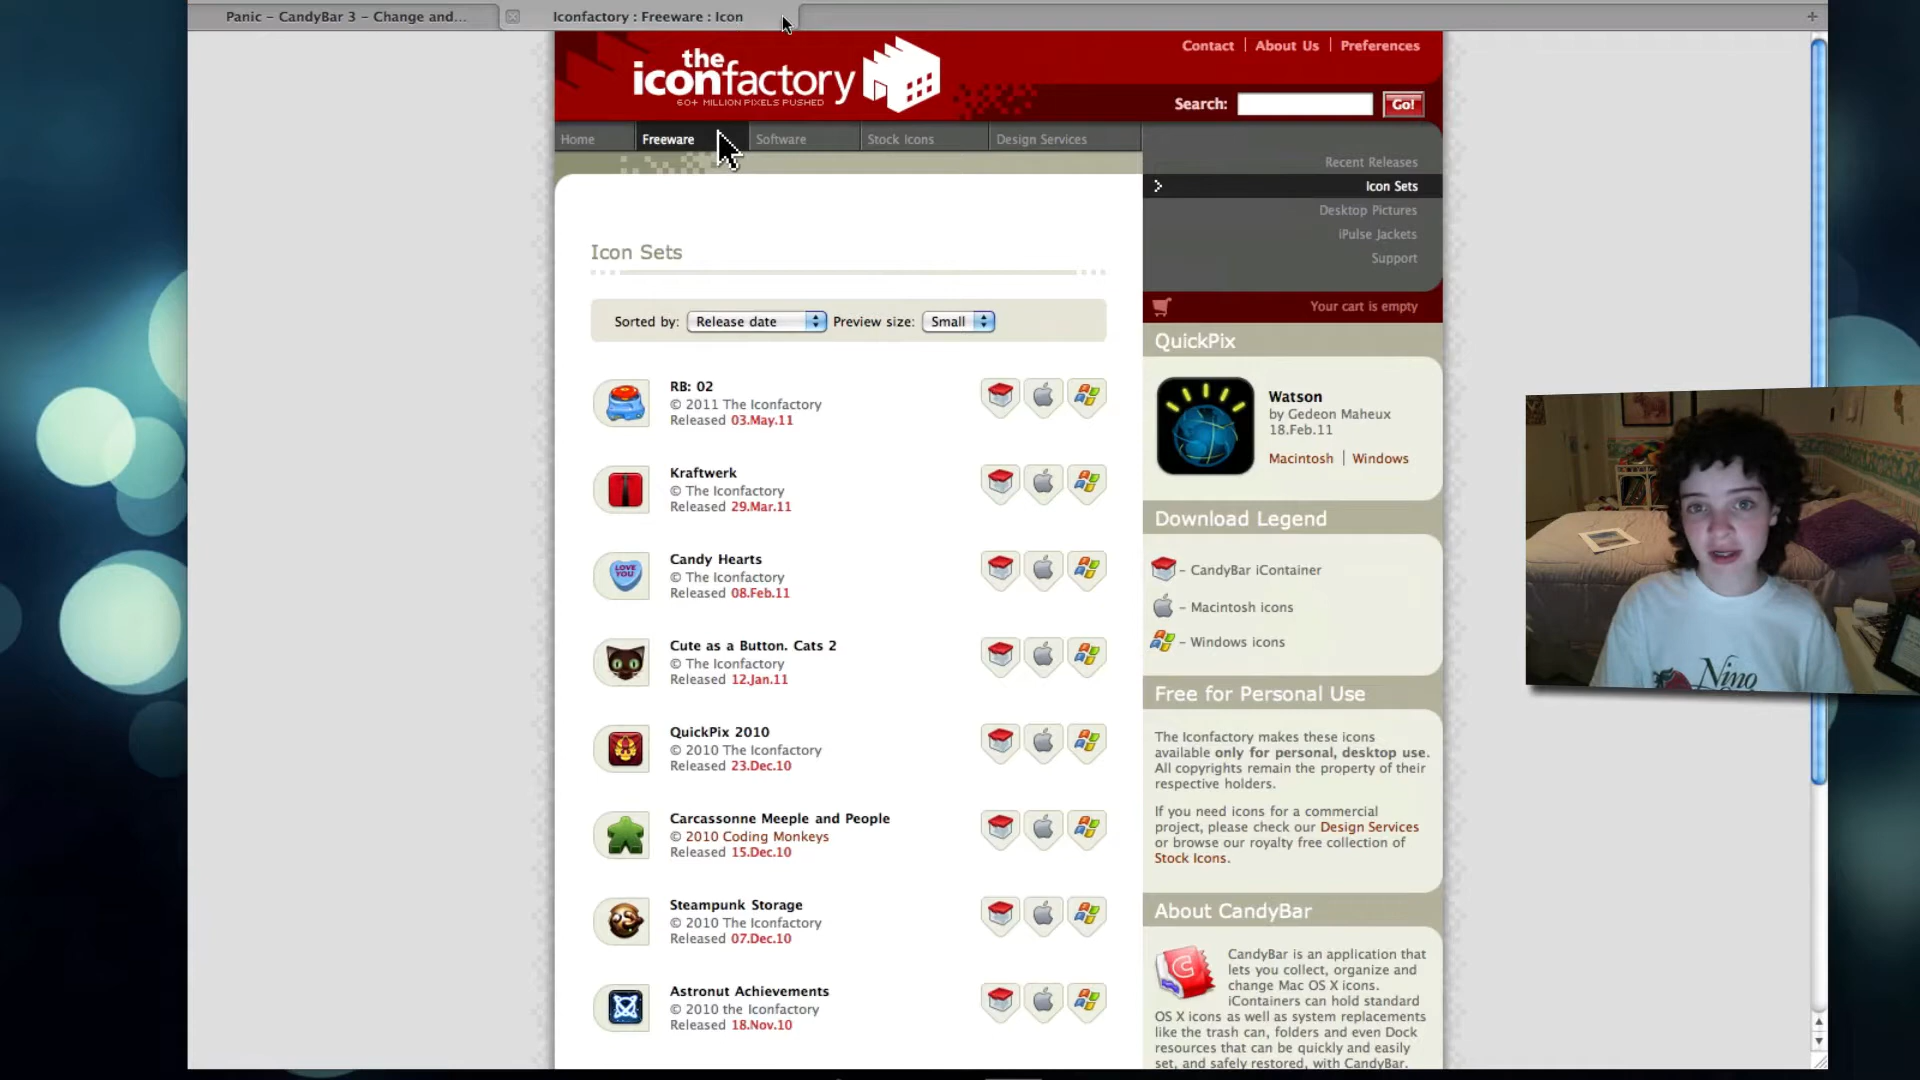 Panic – CandyBar 3 – Change and...
Iconfactory : Freeware : Icon
the
iconfactory
60+ MILLION PIXELS PUSHED
Contact
About Us
Preferences
Search:
Go!
Home
Freeware
Software
Stock Icons
Design Services
Recent Releases
Icon Sets
Desktop Pictures
iPulse Jackets
Support
Your cart is empty
Icon Sets
Sorted by: Release date Preview size: Small
RB: 02
© 2011 The Iconfactory
Released 03.May.11
Kraftwerk
© The Iconfactory
Released 29.Mar.11
LOVE
YOU
Candy Hearts
© The Iconfactory
Released 08.Feb.11
Cute as a Button. Cats 2
© The Iconfactory
Released 12.Jan.11
QuickPix 2010
© 2010 The Iconfactory
Released 23.Dec.10
Carcassonne Meeple and People
© 2010 Coding Monkeys
Released 15.Dec.10
Steampunk Storage
© 2010 The Iconfactory
Released 07.Dec.10
Astronut Achievements
© 2010 the Iconfactory
Released 18.Nov.10
QuickPix
Watson
by Gedeon Maheux
18.Feb.11
Macintosh | Windows
Download Legend
– CandyBar iContainer
– Macintosh icons
– Windows icons
Free for Personal Use
The Iconfactory makes these icons
available only for personal, desktop use.
All copyrights remain the property of their
respective holders.
If you need icons for a commercial
project, please check our Design Services
or browse our royalty free collection of
Stock Icons.
About CandyBar
CandyBar is an application that
lets you collect, organize and
change Mac OS X icons.
iContainers can hold standard
OS X icons as well as system replacements
like the trash can, folders and even Dock
resources that can be quickly and easily
set, and safely restored, with CandyBar.
Nino